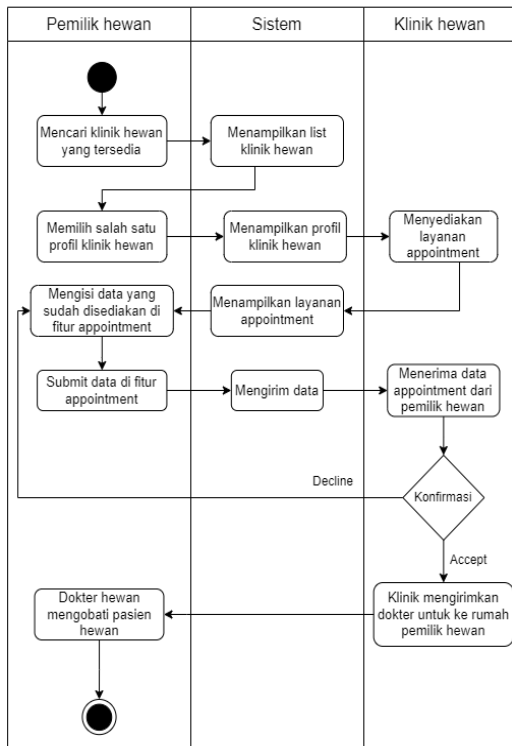 Pemilik hewan
Sistem
Klinik hewan
Mencari klinik hewan
yang tersedia
Menampilkan list
klinik hewan
Memilih salah satu
profil klinik hewan
Menampilkan profil
klinik hewan
Menyediakan
layanan
appointment
Mengisi data yang
sudah disediakan di
fitur appointment
Menampilkan layanan
appointment
Submit data di fitur
appointment
Mengirim data
Menerima data
appointment dari
pemilik hewan
Konfirmasi
Decline
Accept
Dokter hewan
mengobati pasien
hewan
Klinik mengirimkan
dokter untuk ke rumah
pemilik hewan